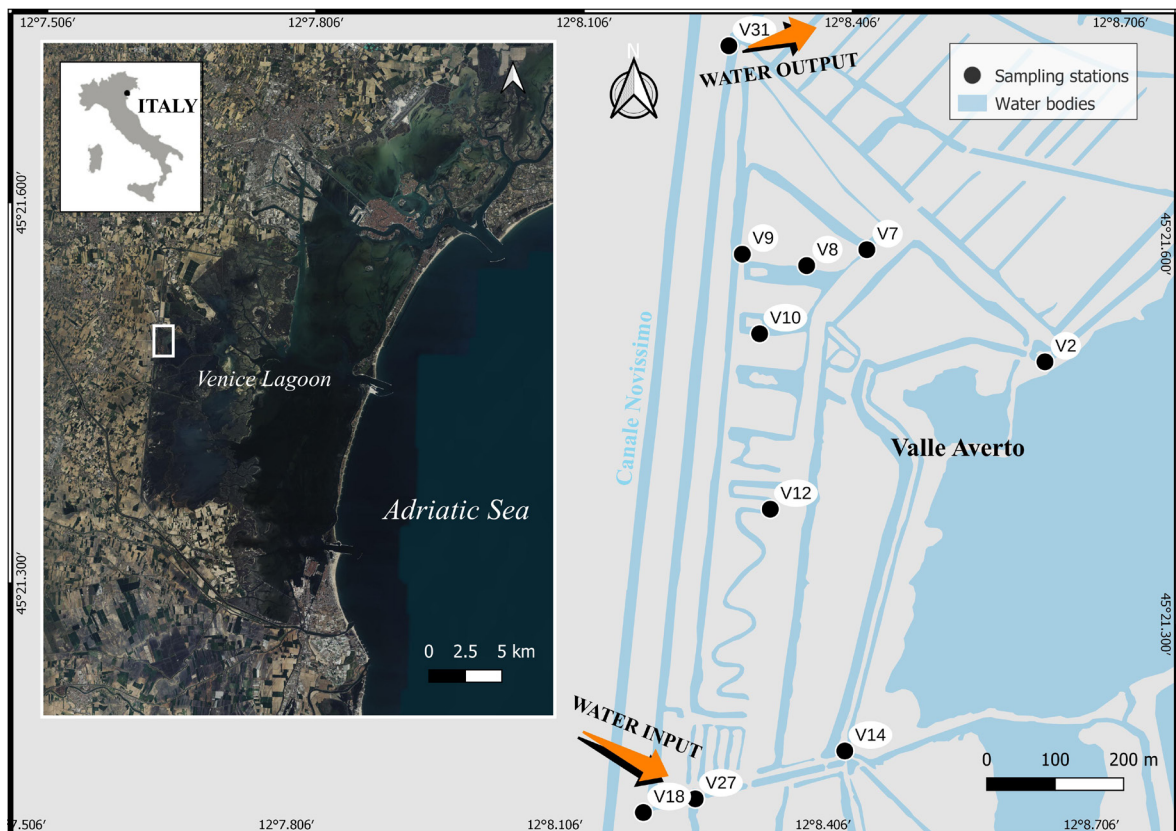 12°7.506′ 12°7.806′ 12°8.106′ 12°8.406′ 12°8.706′
V31
WATER OUTPUT
N
Sampling stations
Water bodies
ITALY
45°21.600′
45°21.600′
V9
V8
V7
V10
V2
Canale Novissimo
Venice Lagoon
Valle Averto
V12
Adriatic Sea
45°21.300′
45°21.300′
0 2.5 5 km
WATER INPUT
V14
0 100 200 m
V27
V18
7.506′ 12°7.806′ 12°8.106′ 12°8.406′ 12°8.706′